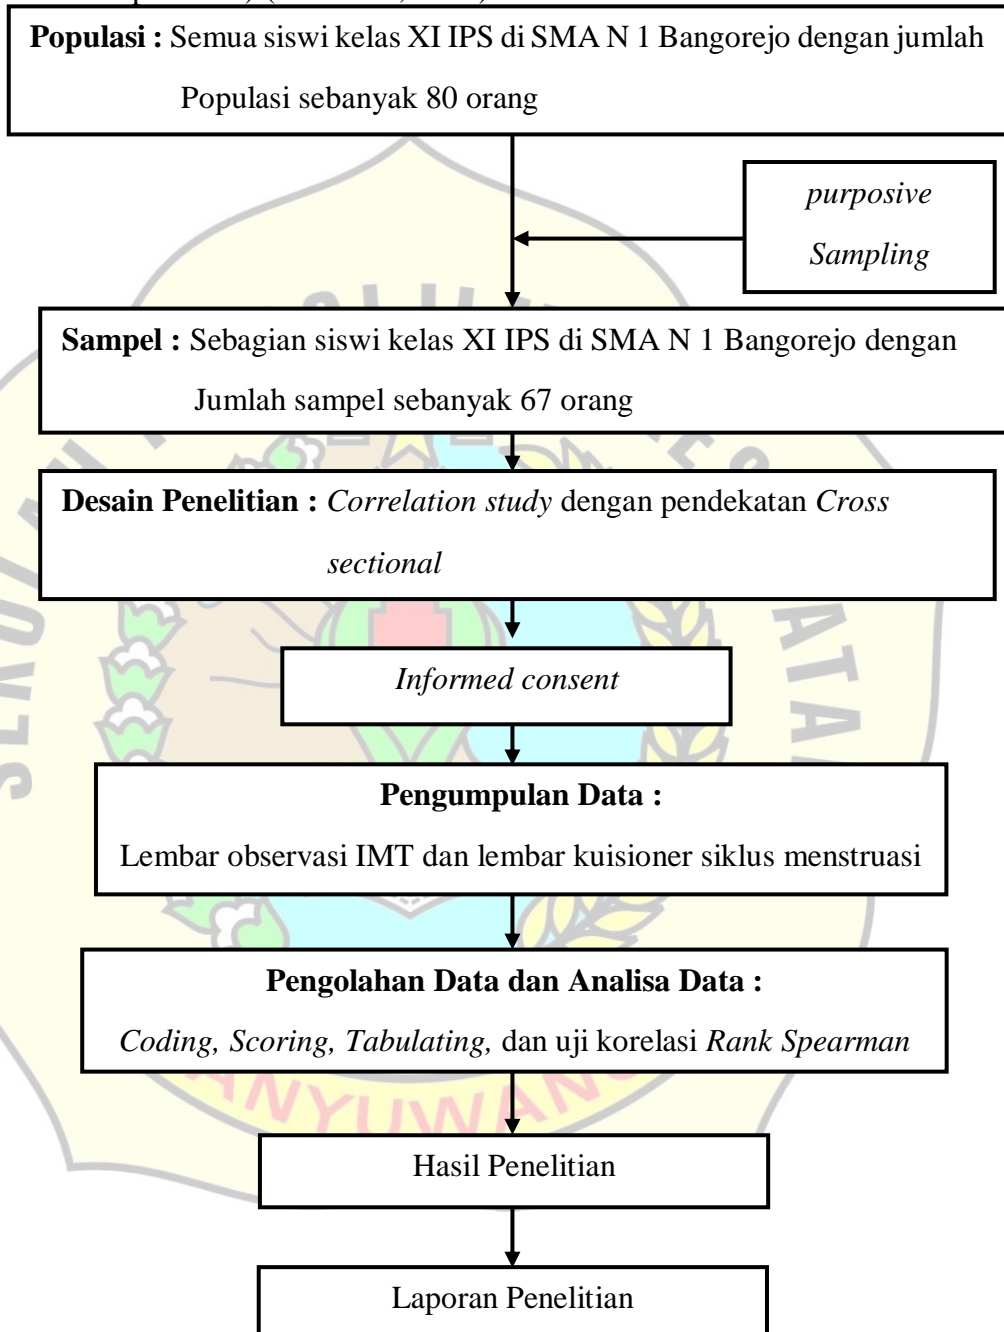 Populasi : Semua siswi kelas XI IPS di SMA N 1 Bangorejo dengan jumlah
Populasi sebanyak 80 orang
purposive
Sampling
Sampel : Sebagian siswi kelas XI IPS di SMA N 1 Bangorejo dengan
Jumlah sampel sebanyak 67 orang
Desain Penelitian : Correlation study dengan pendekatan Cross
sectional
Informed consent
Pengumpulan Data :
Lembar observasi IMT dan lembar kuisioner siklus menstruasi
Pengolahan Data dan Analisa Data :
Coding, Scoring, Tabulating, dan uji korelasi Rank Spearman
Hasil Penelitian
Laporan Penelitian